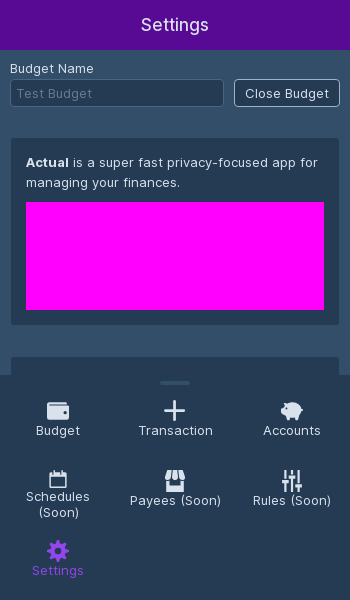 Settings
Budget Name
Test Budget
Close Budget
Actual is a super fast privacy-focused app for
managing your finances.
Budget
Transaction
Accounts
Schedules
(Soon)
Payees (Soon)
Rules (Soon)
Settings